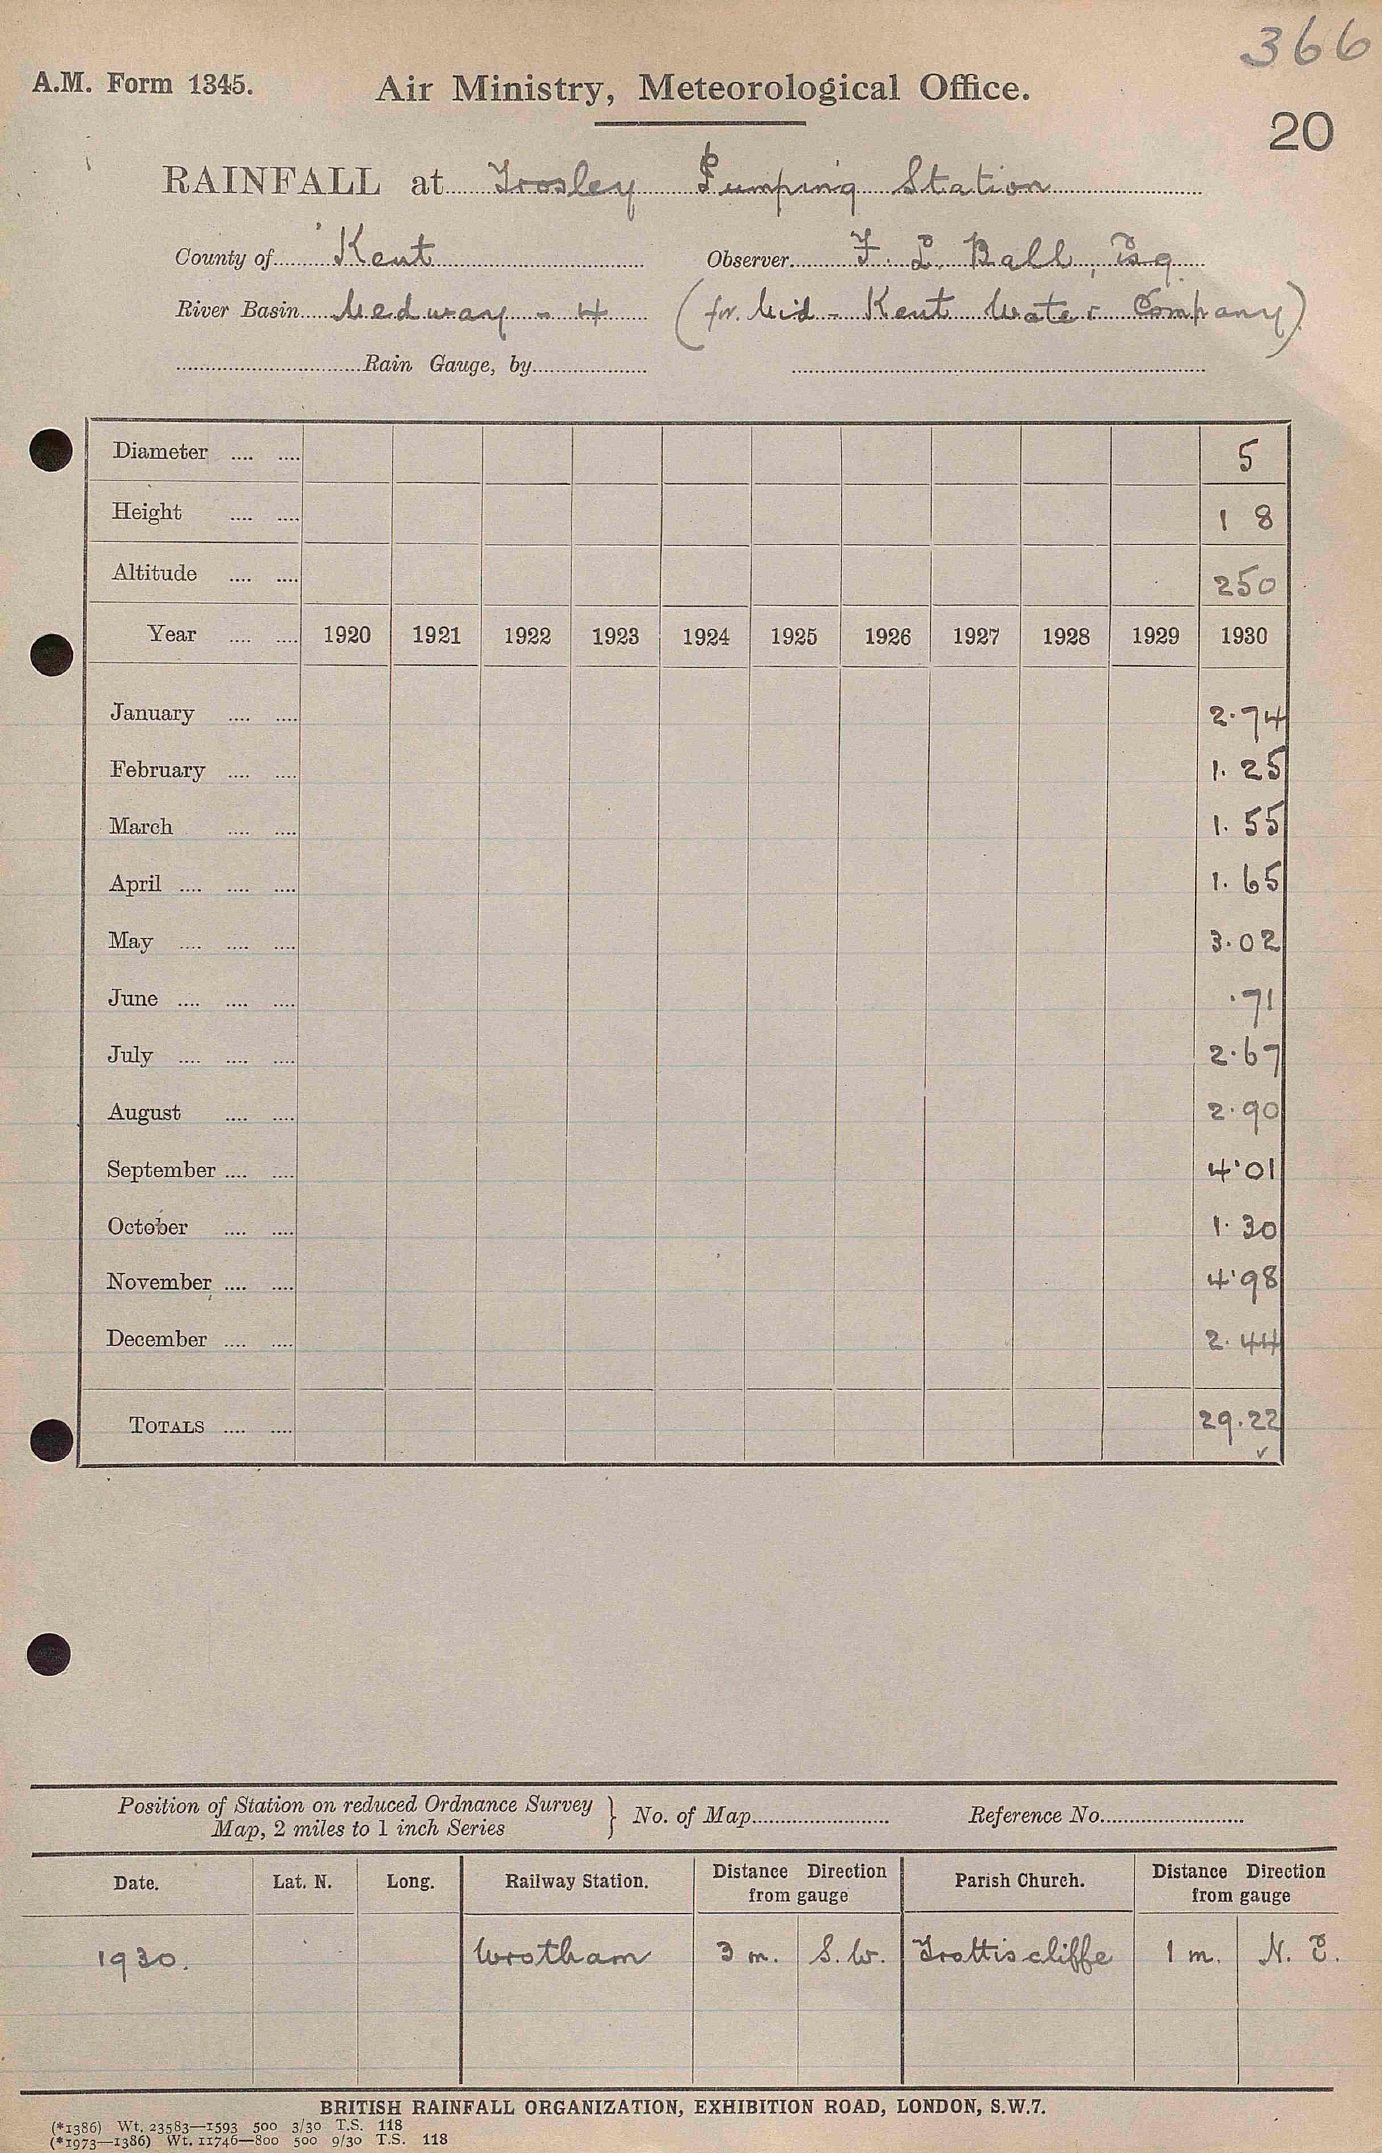 366
A.M. Form 1345. Air Ministry, Meteorological Office.
20
RAINFALL at Trosley Pumping Station
County of Kent Observer F. L. Ball, Esq
River Basin Medway - 4 (for Mid - Kent Water Company)
Rain Gauge, by
Diameter .... .... 5
Height .... .... 1 8
Altitude .... .... 250
Year .... .... 1920 1921 1922 1923 1924 1925 1926 1927 1928 1929 1930
January .... .... 2.74
February .... .... 1.25
March .... .... 1.55
April .... .... .... 1.65
May .... .... .... 3.02
June .... .... .... .71
July .... .... .... 2.67
August .... .... 2.90
September .... .... 4.01
October .... .... 1.30
November .... .... 4.98
December .... .... 2.44
TOTALS .... .... 29.22
Position of Station on reduced Ordnance Survey
Map, 2 miles to 1 inch Series } No. of Map Reference No.
Date. Lat. N. Long. Railway Station. Distance Direction from gauge Parish Church. Distance Direction from gauge
1930. Wrotham 3 m. S.W. Trottiscliffe 1 m. N. E.
BRITISH RAINFALL ORGANIZATION, EXHIBITION ROAD, LONDON, S.W.7.
(*1386) Wt. 23583—1593 500 3/30 T.S. 118
(*1973—1386) Wt. 11746—800 500 9/30 T.S. 118